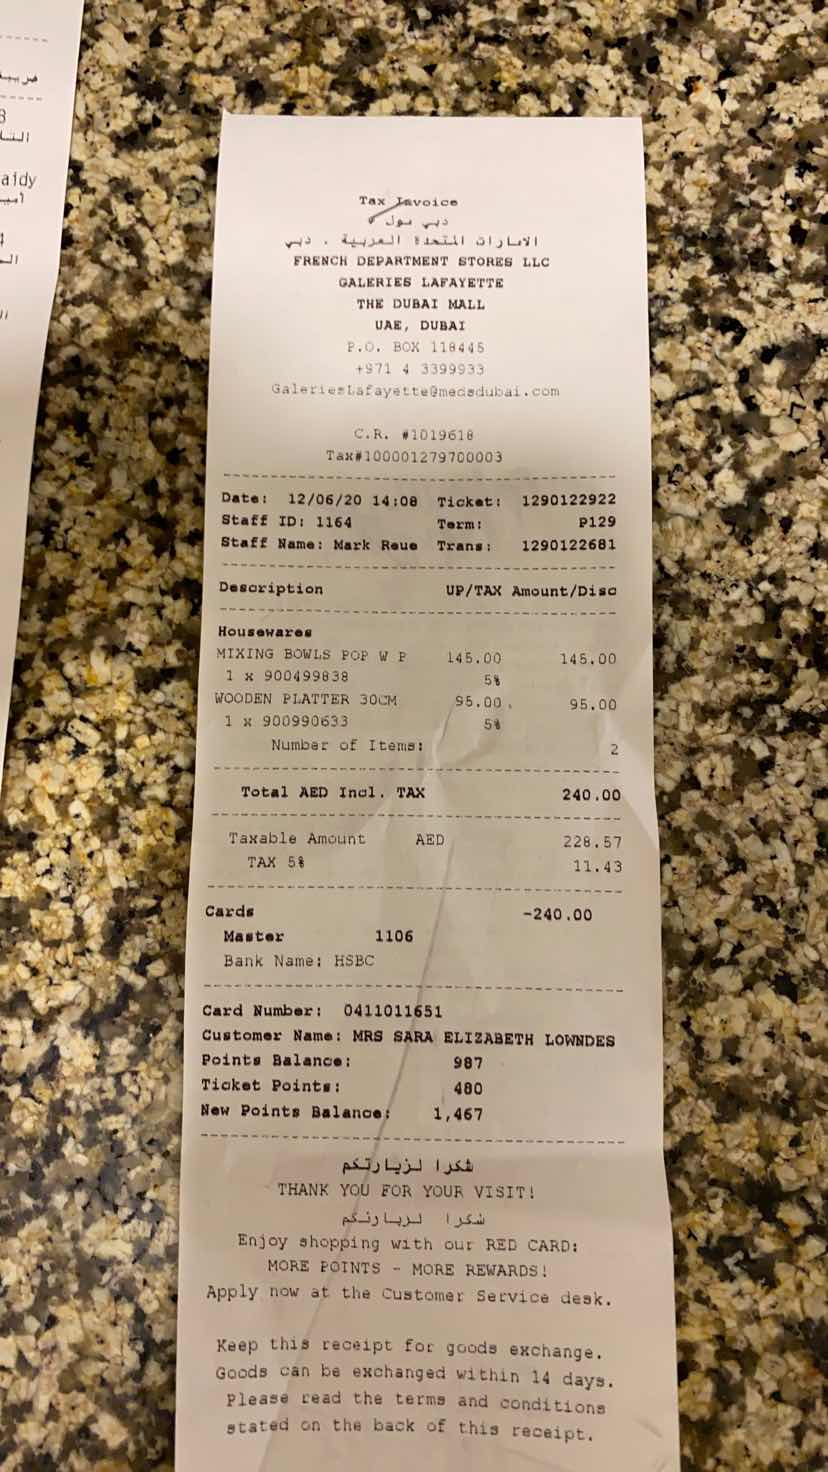 ضريبة
8
aidy
Tax Invoice
دبي مول
الامارات المتحدة العربية ، دبي
FRENCH DEPARTMENT STORES LLC
GALERIES LAFAYETTE
THE DUBAI MALL
UAE, DUBAI
P.O. BOX 118445
+971 4 3399933
GaleriesLafayette@medsdubai.com
C.R. #1019618
Tax#100001279700003
Date: 12/06/20 14:08 Ticket: 1290122922
Staff ID: 1164 Term: P129
Staff Name: Mark Reue Trans: 1290122681
Description UP/TAX Amount/Disc
Housewares
MIXING BOWLS POP W P 145.00 145.00
1 x 900499838 5%
WOODEN PLATTER 30CM 95.00 95.00
1 x 900990633 5%
Number of Items: 2
Total AED Incl. TAX 240.00
Taxable Amount AED 228.57
TAX 5% 11.43
Cards -240.00
Master 1106
Bank Name: HSBC
Card Number: 0411011651
Customer Name: MRS SARA ELIZABETH LOWNDES
Points Balance: 987
Ticket Points: 480
New Points Balance: 1,467
شكرا لزيارتكم
THANK YOU FOR YOUR VISIT!
شكرا لزيارتكم
Enjoy shopping with our RED CARD:
MORE POINTS - MORE REWARDS!
Apply now at the Customer Service desk.
Keep this receipt for goods exchange.
Goods can be exchanged within 14 days.
Please read the terms and conditions
stated on the back of this receipt.